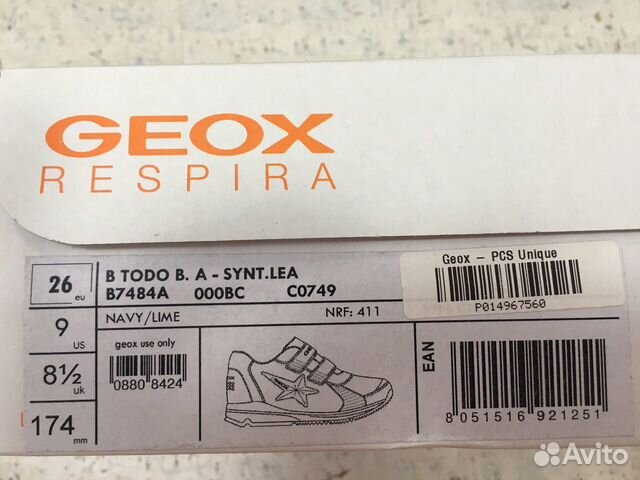 GEOX
RESPIRA
26 eu
9 US
8½ uk
174 mm
B TODO B. A - SYNT.LEA
B7484A 000BC C0749
NAVY/LIME NRF: 411
geox use only
0880 8424
Geox - PCS Unique
P014967560
EAN
8 051516 921251
Avito